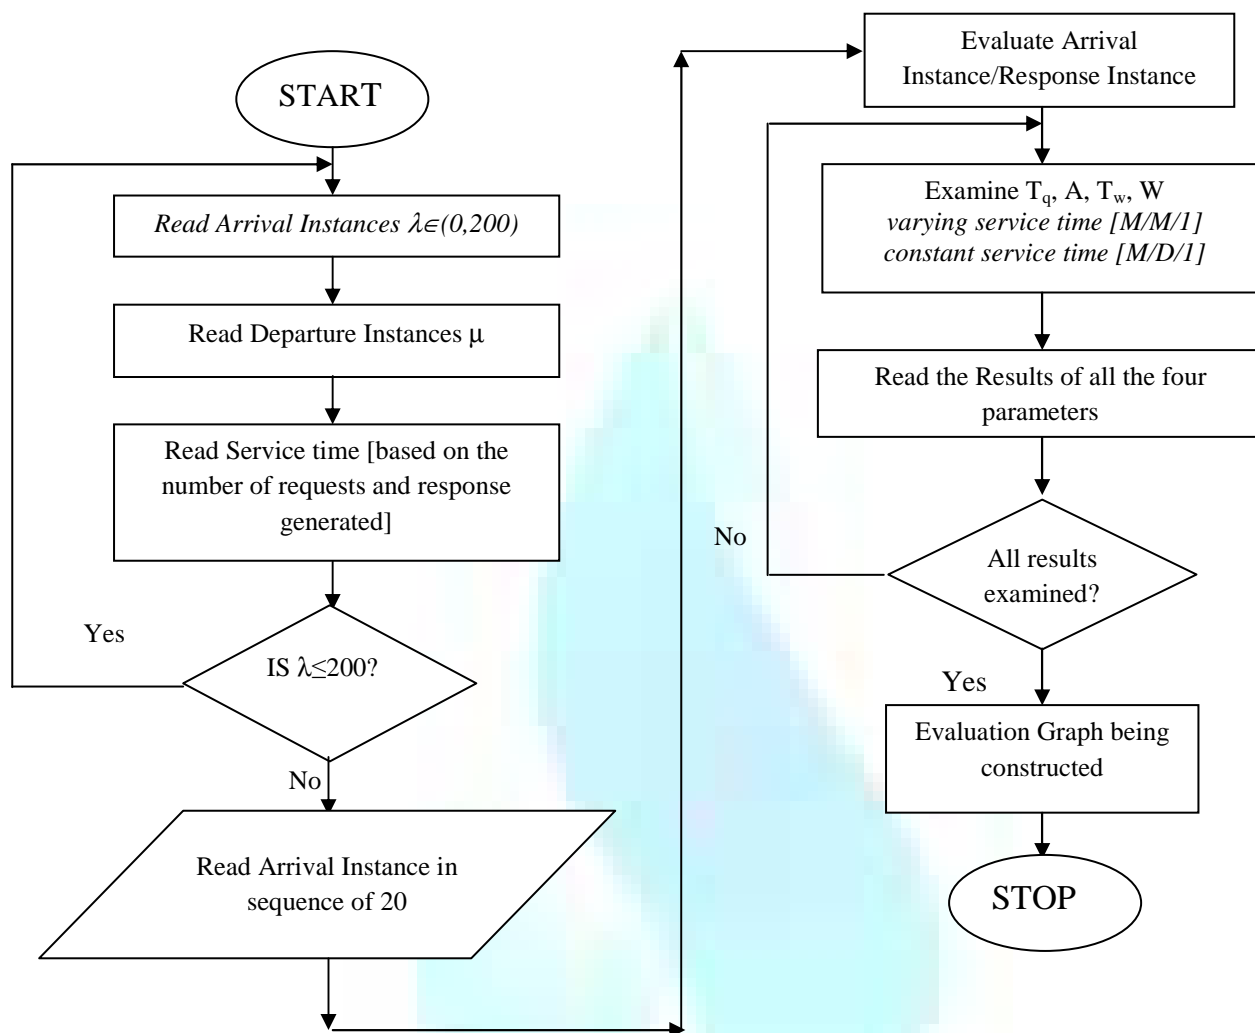 START
Read Arrival Instances λ∈(0,200)
Read Departure Instances μ
Read Service time [based on the
number of requests and response
generated]
Yes
IS λ≤200?
No
Read Arrival Instance in
sequence of 20
Evaluate Arrival
Instance/Response Instance
Examine Tq, A, Tw, W
varying service time [M/M/1]
constant service time [M/D/1]
Read the Results of all the four
parameters
No
All results
examined?
Yes
Evaluation Graph being
constructed
STOP